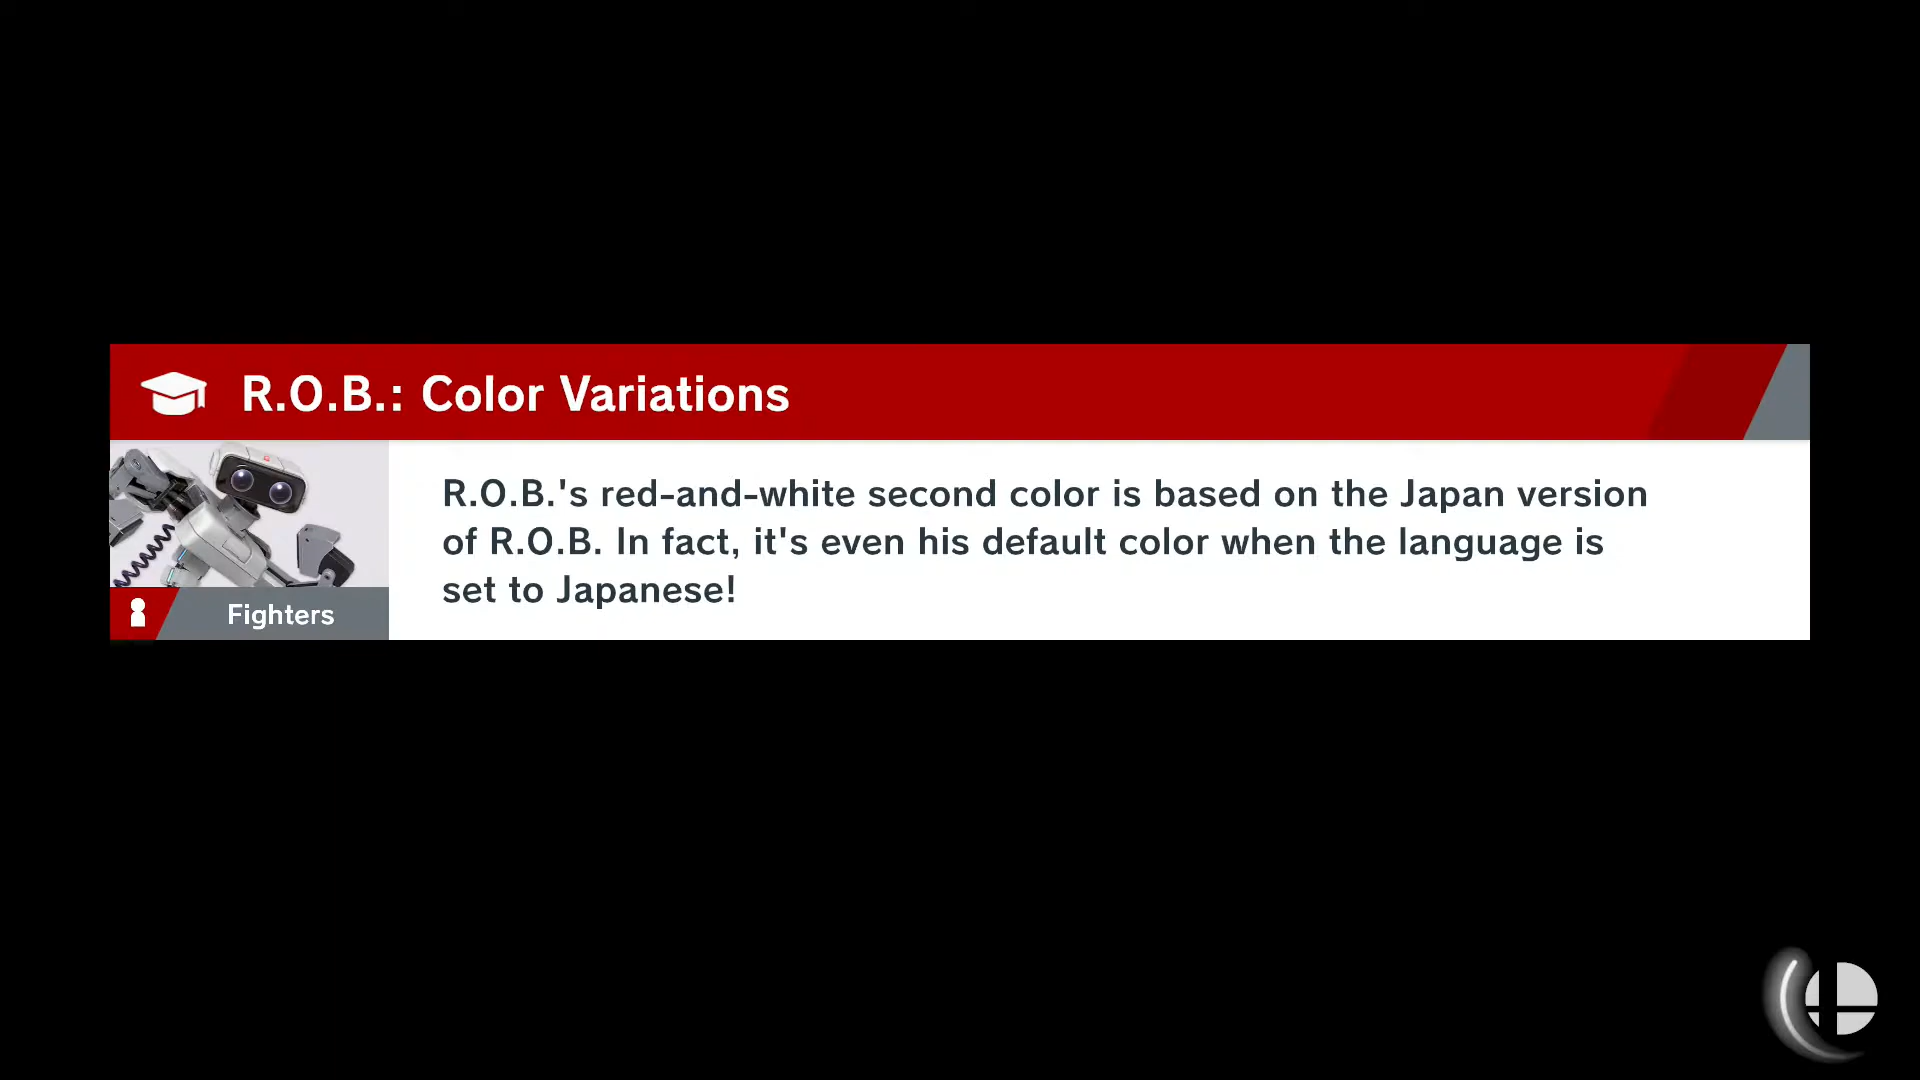 R.O.B.: Color Variations
R.O.B.'s red-and-white second color is based on the Japan version
of R.O.B. In fact, it's even his default color when the language is
set to Japanese!
Fighters